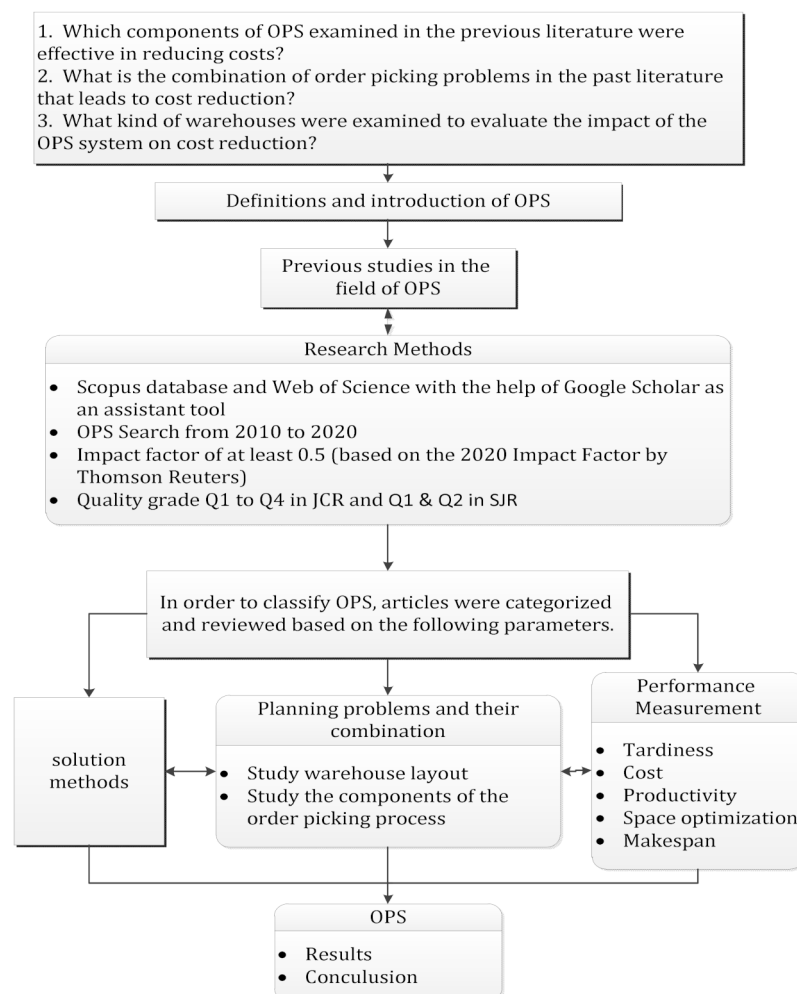 1. Which components of OPS examined in the previous literature were
effective in reducing costs?
2. What is the combination of order picking problems in the past literature
that leads to cost reduction?
3. What kind of warehouses were examined to evaluate the impact of the
OPS system on cost reduction?
Definitions and introduction of OPS
Previous studies in the
field of OPS
Research Methods
• Scopus database and Web of Science with the help of Google Scholar as
an assistant tool
• OPS Search from 2010 to 2020
• Impact factor of at least 0.5 (based on the 2020 Impact Factor by
Thomson Reuters)
• Quality grade Q1 to Q4 in JCR and Q1 & Q2 in SJR
In order to classify OPS, articles were categorized
and reviewed based on the following parameters.
solution
methods
Planning problems and their
combination
• Study warehouse layout
• Study the components of the
order picking process
Performance
Measurement
• Tardiness
• Cost
• Productivity
• Space optimization
• Makespan
OPS
• Results
• Conculusion